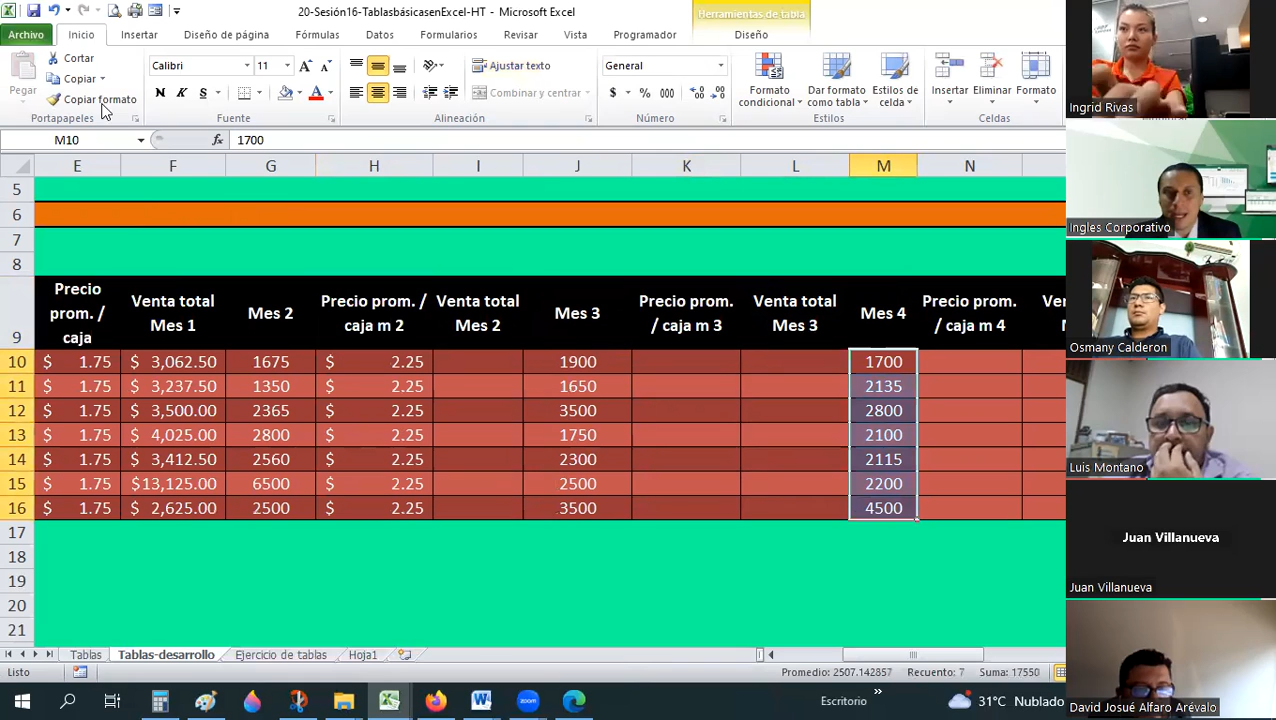 20-Sesión16-TablasbásicasenExcel-HT - Microsoft Excel
Herramientas de tabla
Archivo Inicio Insertar Diseño de página Fórmulas Datos Formularios Revisar Vista Programador Diseño
Pegar
Cortar
Copiar
Copiar formato
Portapapeles
Calibri 11
N K S A
Fuente
Ajustar texto
Combinar y centrar
Alineación
General
$ % 000
Número
Formato condicional
Dar formato como tabla
Estilos de celda
Estilos
Insertar Eliminar Formato
Celdas
M10 fx 1700
E F G H I J K L M N
5
6
7
8
9 Precio prom. / caja Venta total Mes 1 Mes 2 Precio prom. / caja m 2 Venta total Mes 2 Mes 3 Precio prom. / caja m 3 Venta total Mes3 Mes 4 Precio prom. / caja m 4
10 $ 1.75 $ 3,062.50 1675 $ 2.25 1900 1700
11 $ 1.75 $ 3,237.50 1350 $ 2.25 1650 2135
12 $ 1.75 $ 3,500.00 2365 $ 2.25 3500 2800
13 $ 1.75 $ 4,025.00 2800 $ 2.25 1750 2100
14 $ 1.75 $ 3,412.50 2560 $ 2.25 2300 2115
15 $ 1.75 $13,125.00 6500 $ 2.25 2500 2200
16 $ 1.75 $ 2,625.00 2500 $ 2.25 3500 4500
17
18
19
20
21
Tablas Tablas-desarrollo Ejercicio de tablas Hoja1
Listo Promedio: 2507.142857 Recuento: 7 Suma: 17550
Escritorio » 31°C Nublado
Ingrid Rivas
Ingles Corporativo
Osmany Calderon
Luis Montano
Juan Villanueva
Juan Villanueva
David Josué Alfaro Arévalo